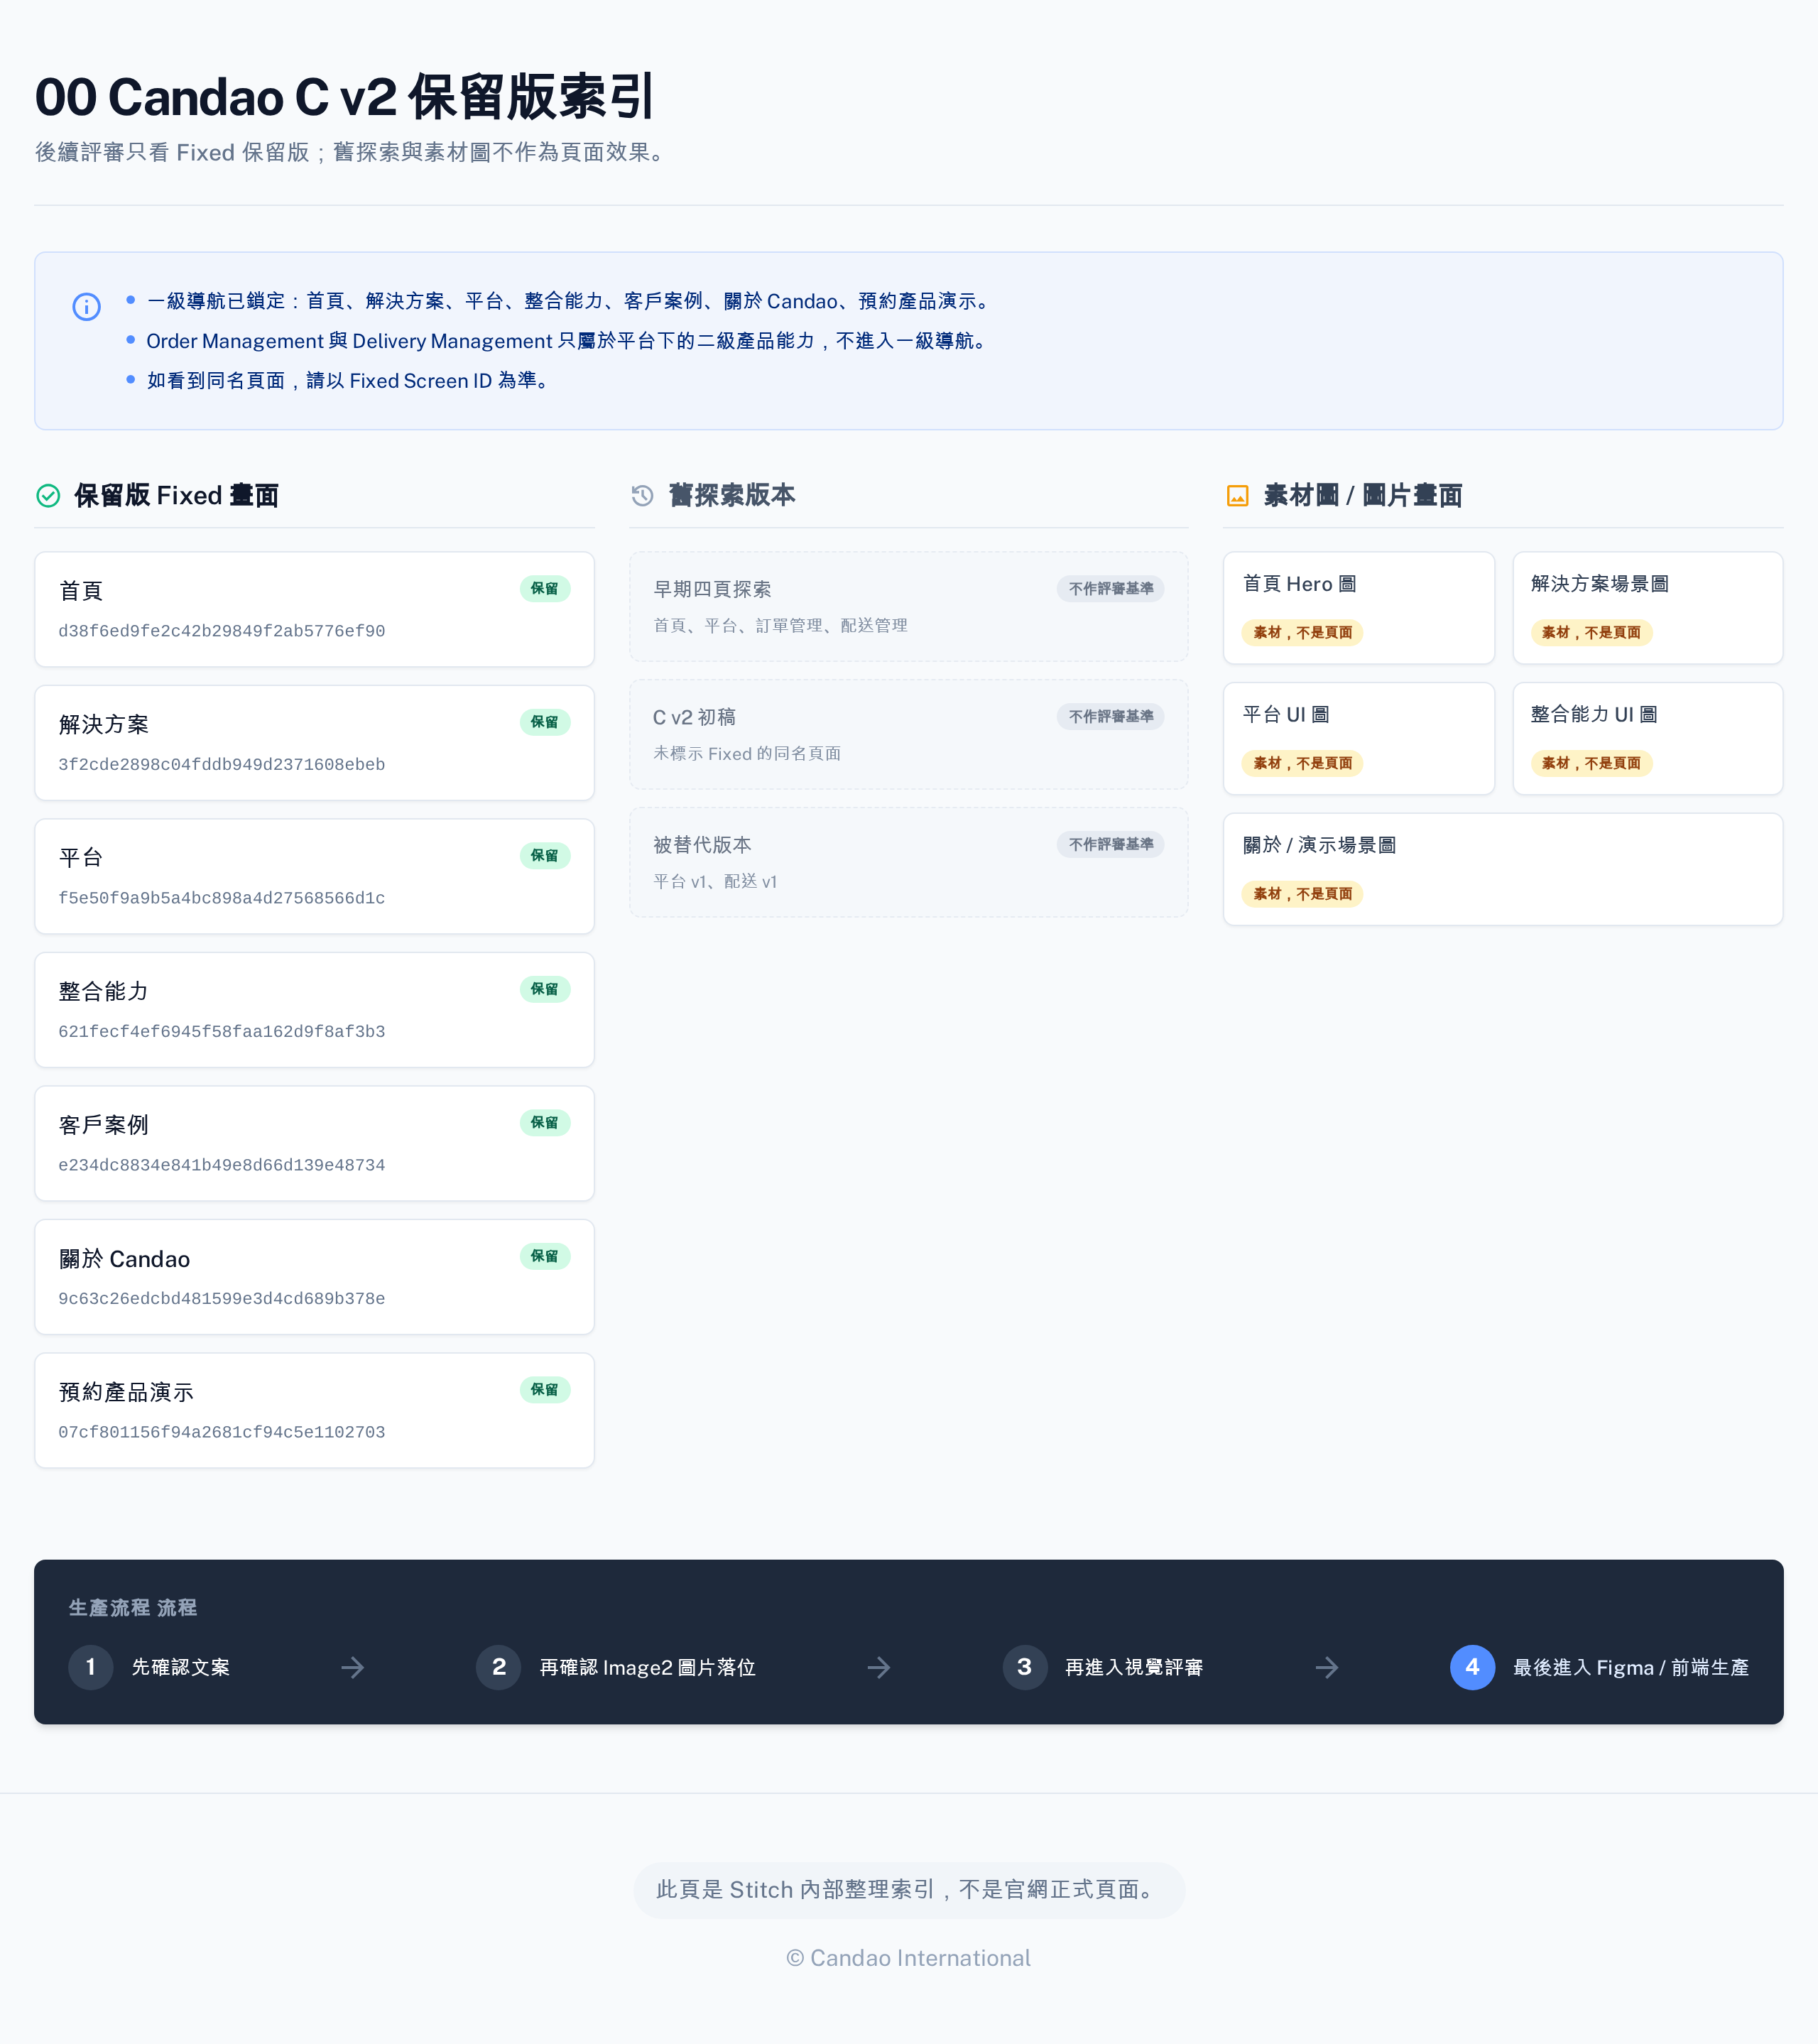 00 Candao C v2 保留版索引
後續評審只看 Fixed 保留版；舊探索與素材圖不作為頁面效果。
一級導航已鎖定：首頁、解決方案、平台、整合能力、客戶案例、關於 Candao、預約產品演示。
Order Management 與 Delivery Management 只屬於平台下的二級產品能力，不進入一級導航。
如看到同名頁面，請以 Fixed Screen ID 為準。
保留版 Fixed 畫面
首頁
保留
d38f6ed9fe2c42b29849f2ab5776ef90
解決方案
保留
3f2cde2898c04fddb949d2371608ebeb
平台
保留
f5e50f9a9b5a4bc898a4d27568566d1c
整合能力
保留
621fecf4ef6945f58faa162d9f8af3b3
客戶案例
保留
e234dc8834e841b49e8d66d139e48734
關於 Candao
保留
9c63c26edcbd481599e3d4cd689b378e
預約產品演示
保留
07cf801156f94a2681cf94c5e1102703
舊探索版本
早期四頁探索
不作評審基準
首頁、平台、訂單管理、配送管理
C v2 初稿
不作評審基準
未標示 Fixed 的同名頁面
被替代版本
不作評審基準
平台 v1、配送 v1
素材圖 / 圖片畫面
首頁 Hero 圖
素材，不是頁面
解決方案場景圖
素材，不是頁面
平台 UI 圖
素材，不是頁面
整合能力 UI 圖
素材，不是頁面
關於 / 演示場景圖
素材，不是頁面
生產流程 流程
1 先確認文案
2 再確認 Image2 圖片落位
3 再進入視覺評審
4 最後進入 Figma / 前端生產
此頁是 Stitch 內部整理索引，不是官網正式頁面。
© Candao International